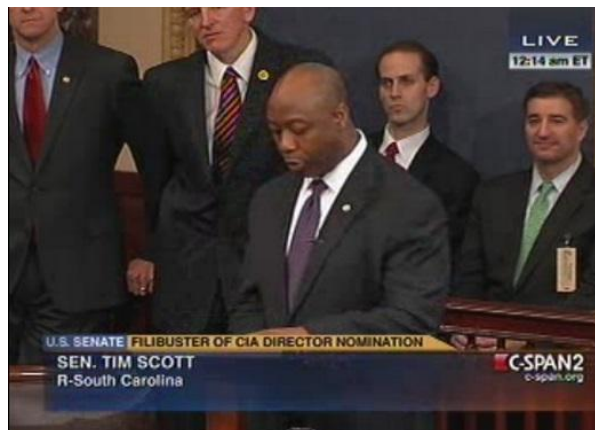 LIVE
12:14 am ET
U.S. SENATE FILIBUSTER OF CIA DIRECTOR NOMINATION
SEN. TIM SCOTT
R-South Carolina
C-SPAN2
c-span.org